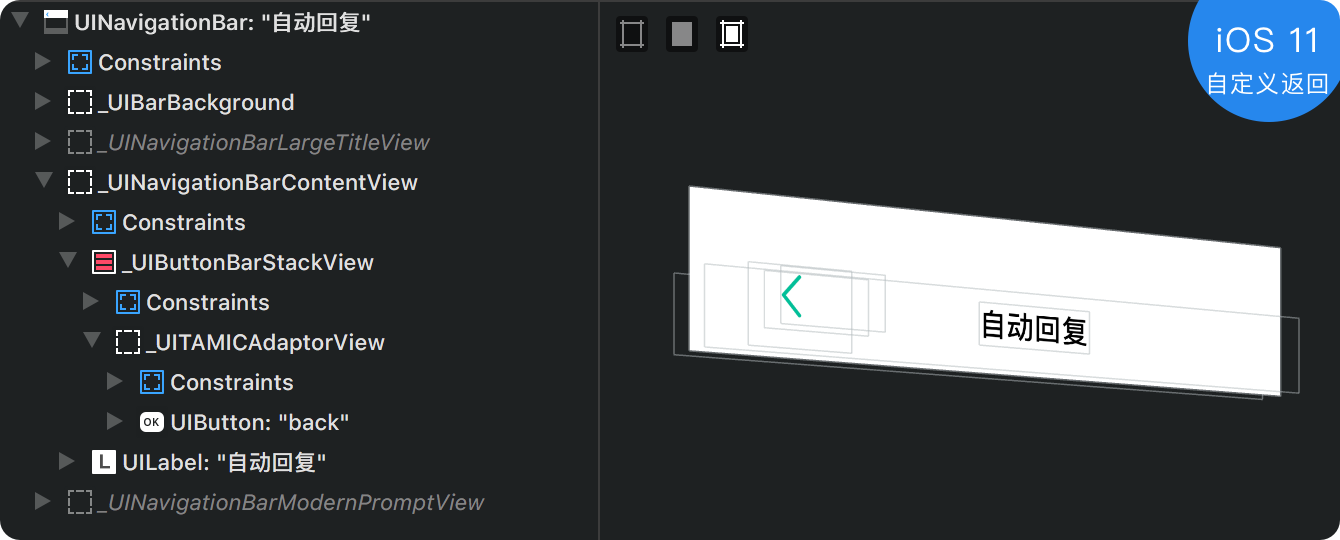 UINavigationBar: "自动回复"
Constraints
_UIBarBackground
_UINavigationBarLargeTitleView
_UINavigationBarContentView
Constraints
_UIButtonBarStackView
Constraints
_UITAMICAdaptorView
Constraints
OK UIButton: "back"
L UILabel: "自动回复"
_UINavigationBarModernPromptView
iOS 11
自定义返回
自动回复